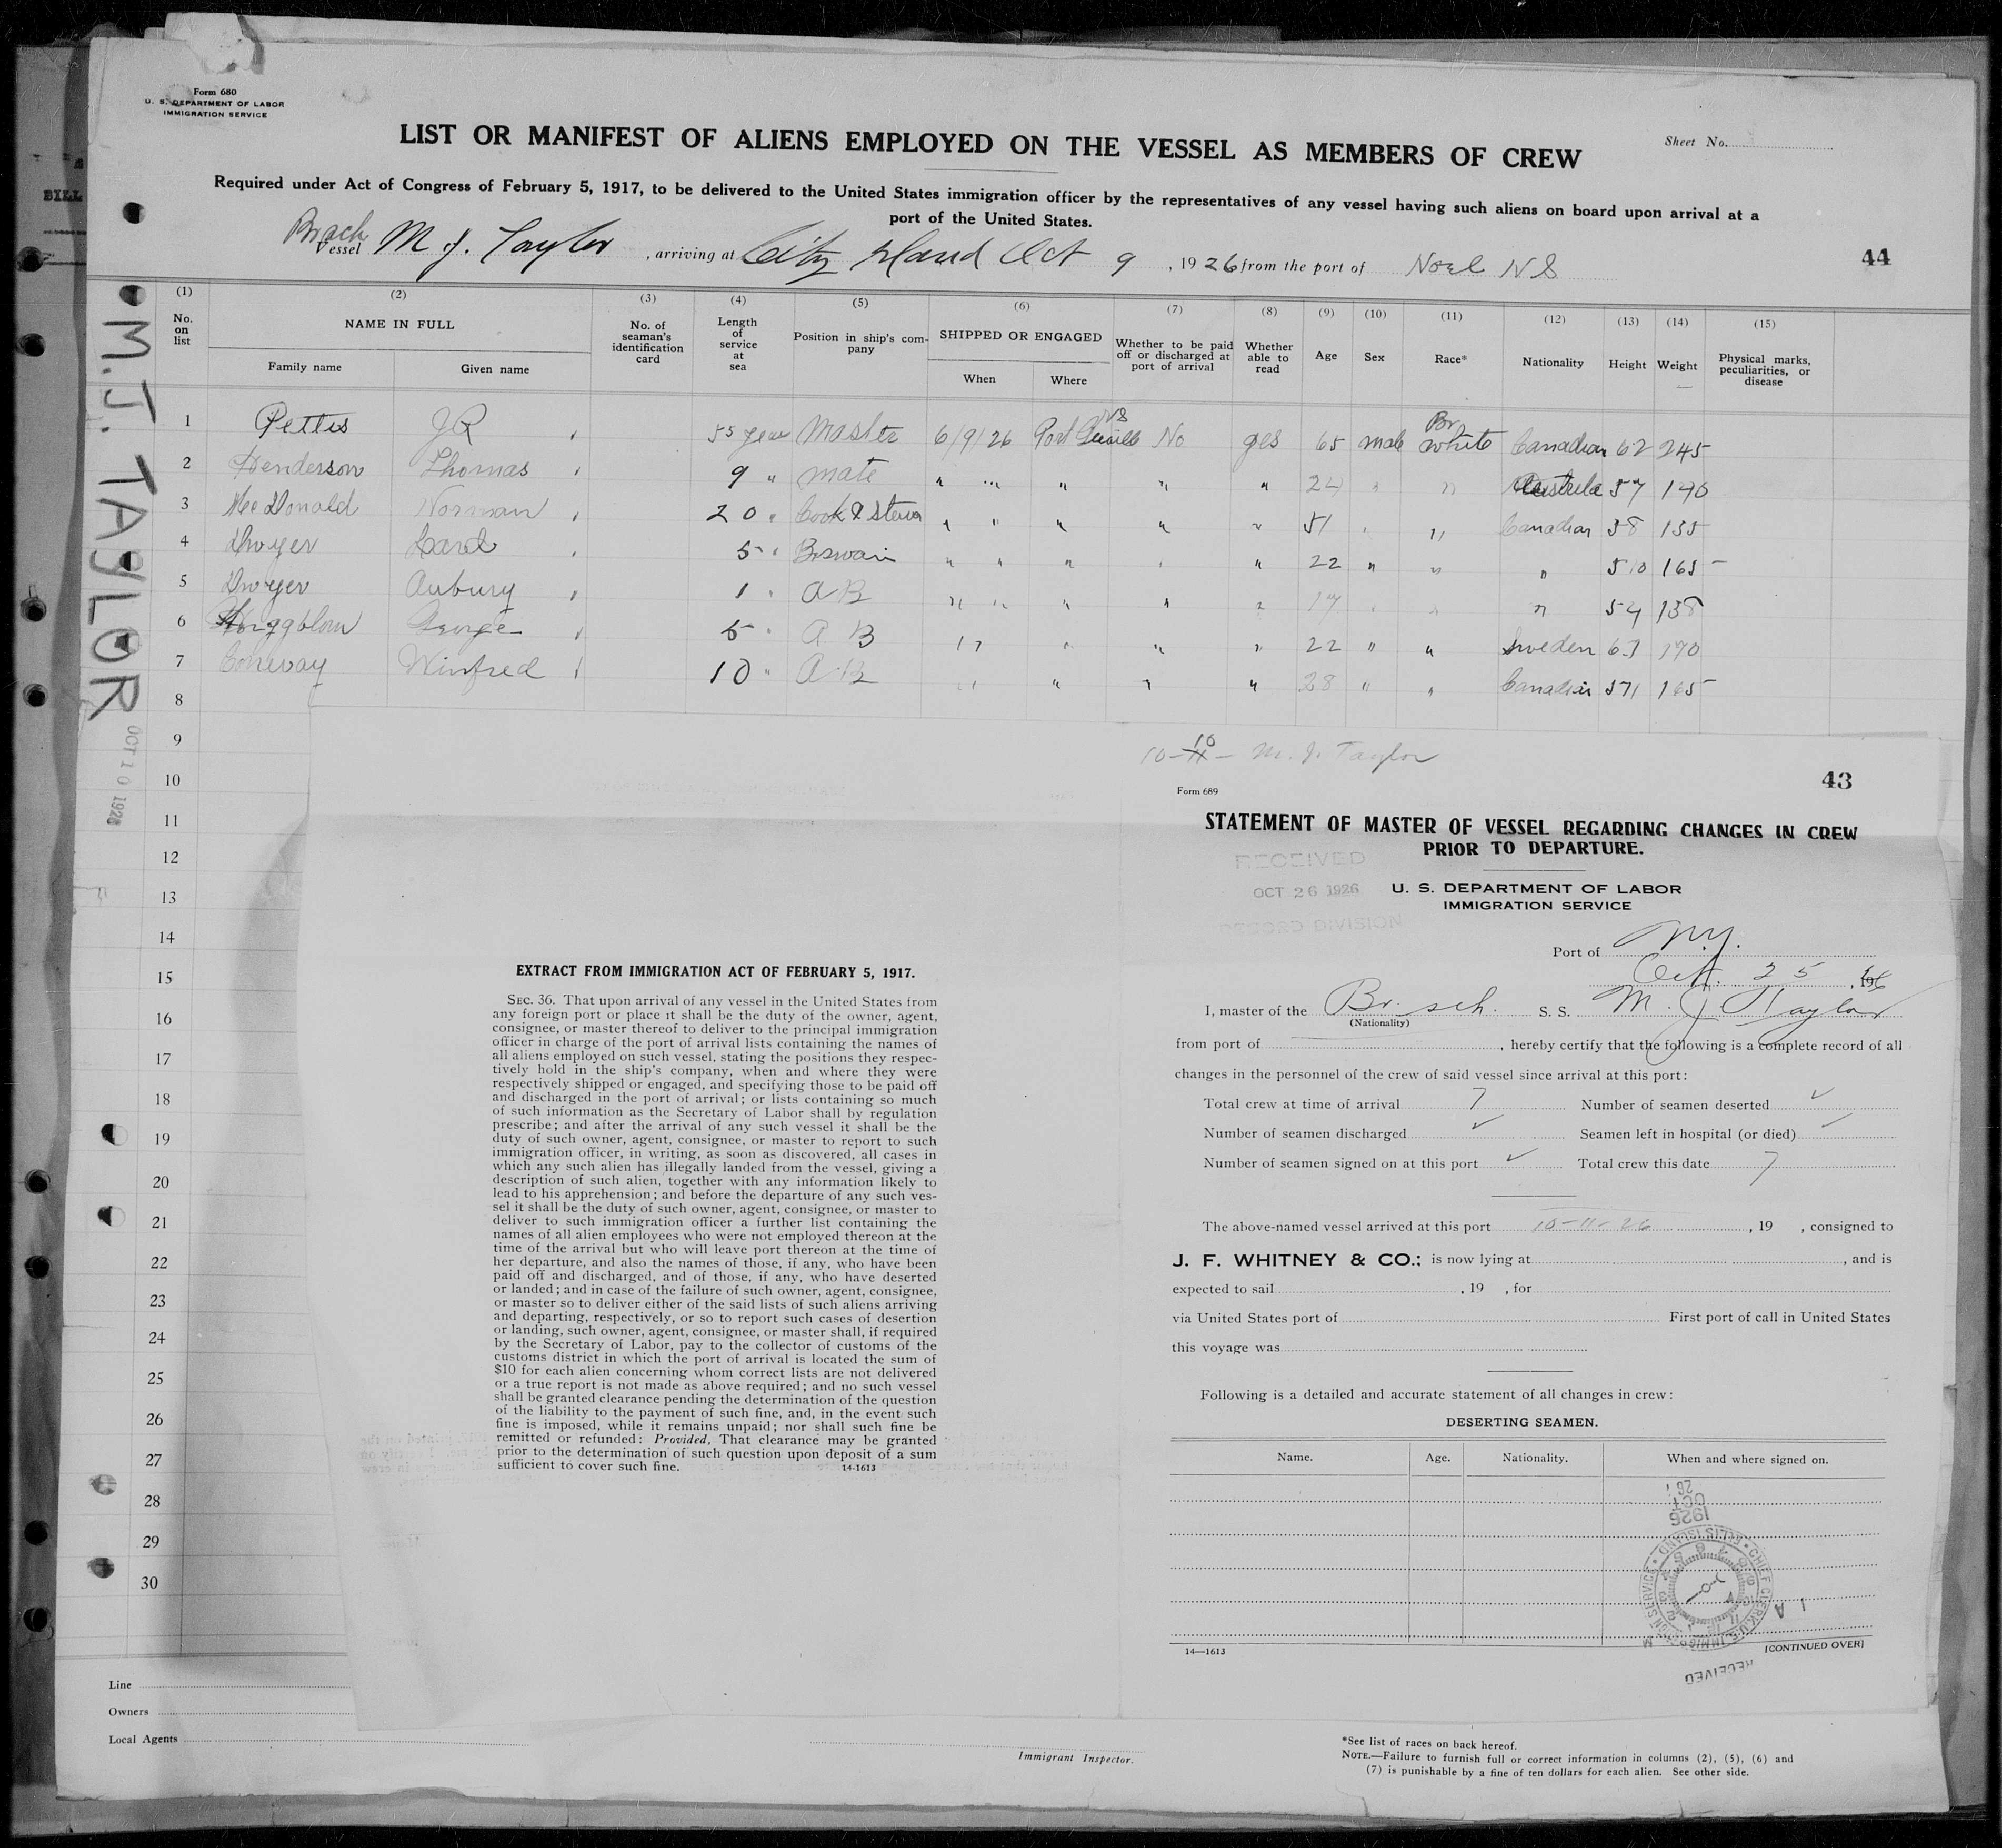 Form 680
U. S. DEPARTMENT OF LABOR
IMMIGRATION SERVICE
LIST OR MANIFEST OF ALIENS EMPLOYED ON THE VESSEL AS MEMBERS OF CREW
Sheet No.
Required under Act of Congress of February 5, 1917, to be delivered to the United States immigration officer by the representatives of any vessel having such aliens on board upon arrival at a
port of the United States.
Vessel M J. Taylor , arriving at City Island Oct 9 , 1926 from the port of Noel NS
44
BILL
M.J. TAYLOR
OCT 10 1926
(1) (2) (3) (4) (5) (6) (7) (8) (9) (10) (11) (12) (13) (14) (15)
No. on list NAME IN FULL Family name Given name No. of seaman's identification card Length of service at sea Position in ship's company SHIPPED OR ENGAGED When Where Whether to be paid off or discharged at port of arrival Whether able to read Age Sex Race* Nationality Height Weight Physical marks, peculiarities, or disease
1 Pettis JR 55 year Master 6/9/26 Port NS No yes 65 male Br. white Canadian 62 245
2 Henderson Thomas 9 " mate " " " " " 24 " " 57 140
3 McDonald Norman 20 " Cook & " " " " " 51 " " Canadian 58 135
4 Dwyer 5 " Boswain " " " " " 22 " " " 510 165
5 Dwyer Aubury 1 " AB " " " " " 17 " " " 54 138
6 George 5 " AB " " " " 22 " " Sweden 170
7 Winfred 10 " AB " " " " 28 " " Canadian 165
8
9
10
11
12
13
14
15
16
17
18
19
20
21
22
23
24
25
26
27
28
29
30
10-10- M. J. Taylor
43
Form 689
STATEMENT OF MASTER OF VESSEL REGARDING CHANGES IN CREW
PRIOR TO DEPARTURE.
RECEIVED
OCT 26 1926
RECORD DIVISION
U. S. DEPARTMENT OF LABOR
IMMIGRATION SERVICE
Port of N.Y.
Oct. 25
I, master of the Br. sch. S. S. M. J Taylor
(Nationality)
from port of , hereby certify that the following is a complete record of all
changes in the personnel of the crew of said vessel since arrival at this port:
Total crew at time of arrival 7 Number of seamen deserted ✓
Number of seamen discharged ✓ Seamen left in hospital (or died) ✓
Number of seamen signed on at this port ✓ Total crew this date 7
The above-named vessel arrived at this port 10-11-26 , 19 , consigned to
J. F. WHITNEY & CO.; is now lying at , and is
expected to sail , 19 , for
via United States port of First port of call in United States
this voyage was
Following is a detailed and accurate statement of all changes in crew:
DESERTING SEAMEN.
Name. Age. Nationality. When and where signed on.
OCT
1926
RECEIVED
14—1613
[CONTINUED OVER]
EXTRACT FROM IMMIGRATION ACT OF FEBRUARY 5, 1917.
SEC. 36. That upon arrival of any vessel in the United States from
any foreign port or place it shall be the duty of the owner, agent,
consignee, or master thereof to deliver to the principal immigration
officer in charge of the port of arrival lists containing the names of
all aliens employed on such vessel, stating the positions they respec-
tively hold in the ship's company, when and where they were
respectively shipped or engaged, and specifying those to be paid off
and discharged in the port of arrival; or lists containing so much
of such information as the Secretary of Labor shall by regulation
prescribe; and after the arrival of any such vessel it shall be the
duty of such owner, agent, consignee, or master to report to such
immigration officer, in writing, as soon as discovered, all cases in
which any such alien has illegally landed from the vessel, giving a
description of such alien, together with any information likely to
lead to his apprehension; and before the departure of any such ves-
sel it shall be the duty of such owner, agent, consignee, or master to
deliver to such immigration officer a further list containing the
names of all alien employees who were not employed thereon at the
time of the arrival but who will leave port thereon at the time of
her departure, and also the names of those, if any, who have been
paid off and discharged, and of those, if any, who have deserted
or landed; and in case of the failure of such owner, agent, consignee,
or master so to deliver either of the said lists of such aliens arriving
and departing, respectively, or so to report such cases of desertion
or landing, such owner, agent, consignee, or master shall, if required
by the Secretary of Labor, pay to the collector of customs of the
customs district in which the port of arrival is located the sum of
$10 for each alien concerning whom correct lists are not delivered
or a true report is not made as above required; and no such vessel
shall be granted clearance pending the determination of the question
of the liability to the payment of such fine, and, in the event such
fine is imposed, while it remains unpaid; nor shall such fine be
remitted or refunded: Provided, That clearance may be granted
prior to the determination of such question upon deposit of a sum
sufficient to cover such fine. 14-1613
Line
Owners
Local Agents
Immigrant Inspector.
*See list of races on back hereof.
NOTE.—Failure to furnish full or correct information in columns (2), (5), (6) and
(7) is punishable by a fine of ten dollars for each alien. See other side.